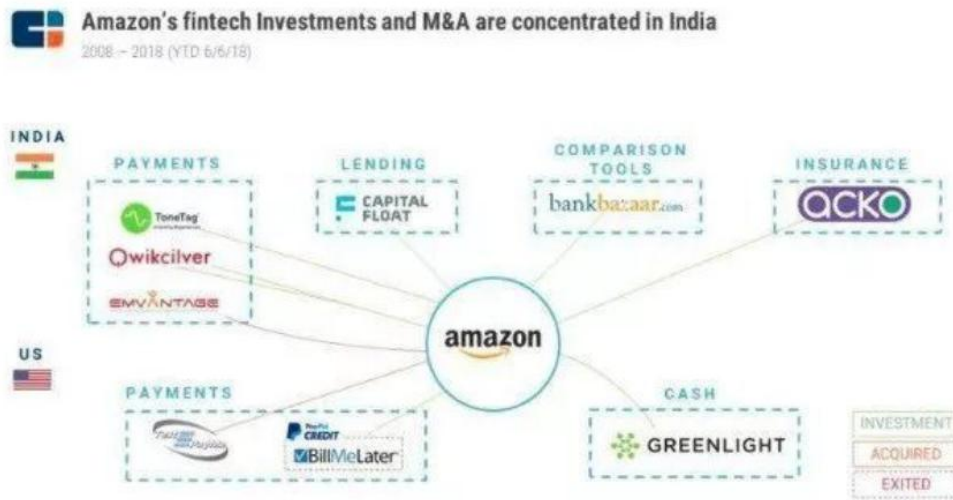 Amazon's fintech Investments and M&A are concentrated in India
2008 – 2018 (YTD 6/6/18)
INDIA
PAYMENTS
LENDING
COMPARISON
TOOLS
INSURANCE
ToneTag
CAPITAL
FLOAT
bankbazaar.com
acko
Qwikcilver
EMVANTAGE
amazon
US
PAYMENTS
CASH
PayPal
CREDIT
BillMeLater
GREENLIGHT
INVESTMENT
ACQUIRED
EXITED